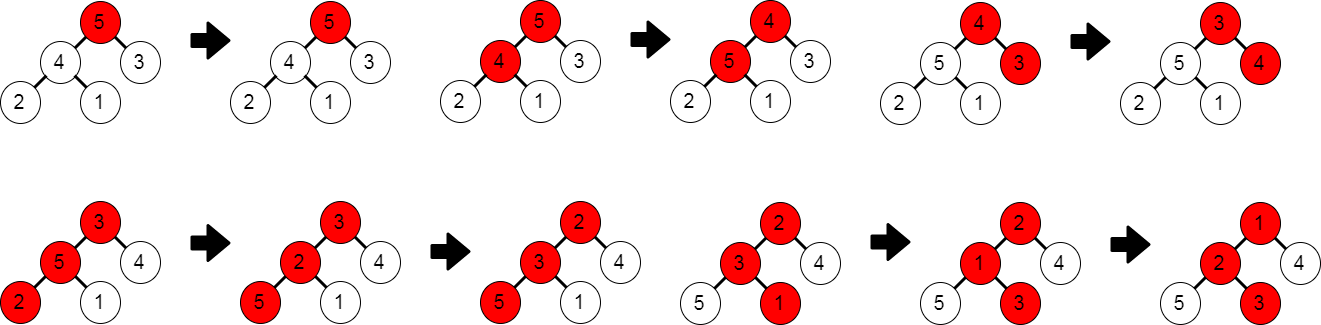 5 5 5 4 4 3
4 3 4 3 4 3 5 3 5 3 5 4
2 1 2 1 2 1 2 1 2 1 2 1
3 3 2 2 2 1
5 4 2 4 3 4 3 4 1 4 2 4
2 1 5 1 5 1 5 1 5 3 5 3